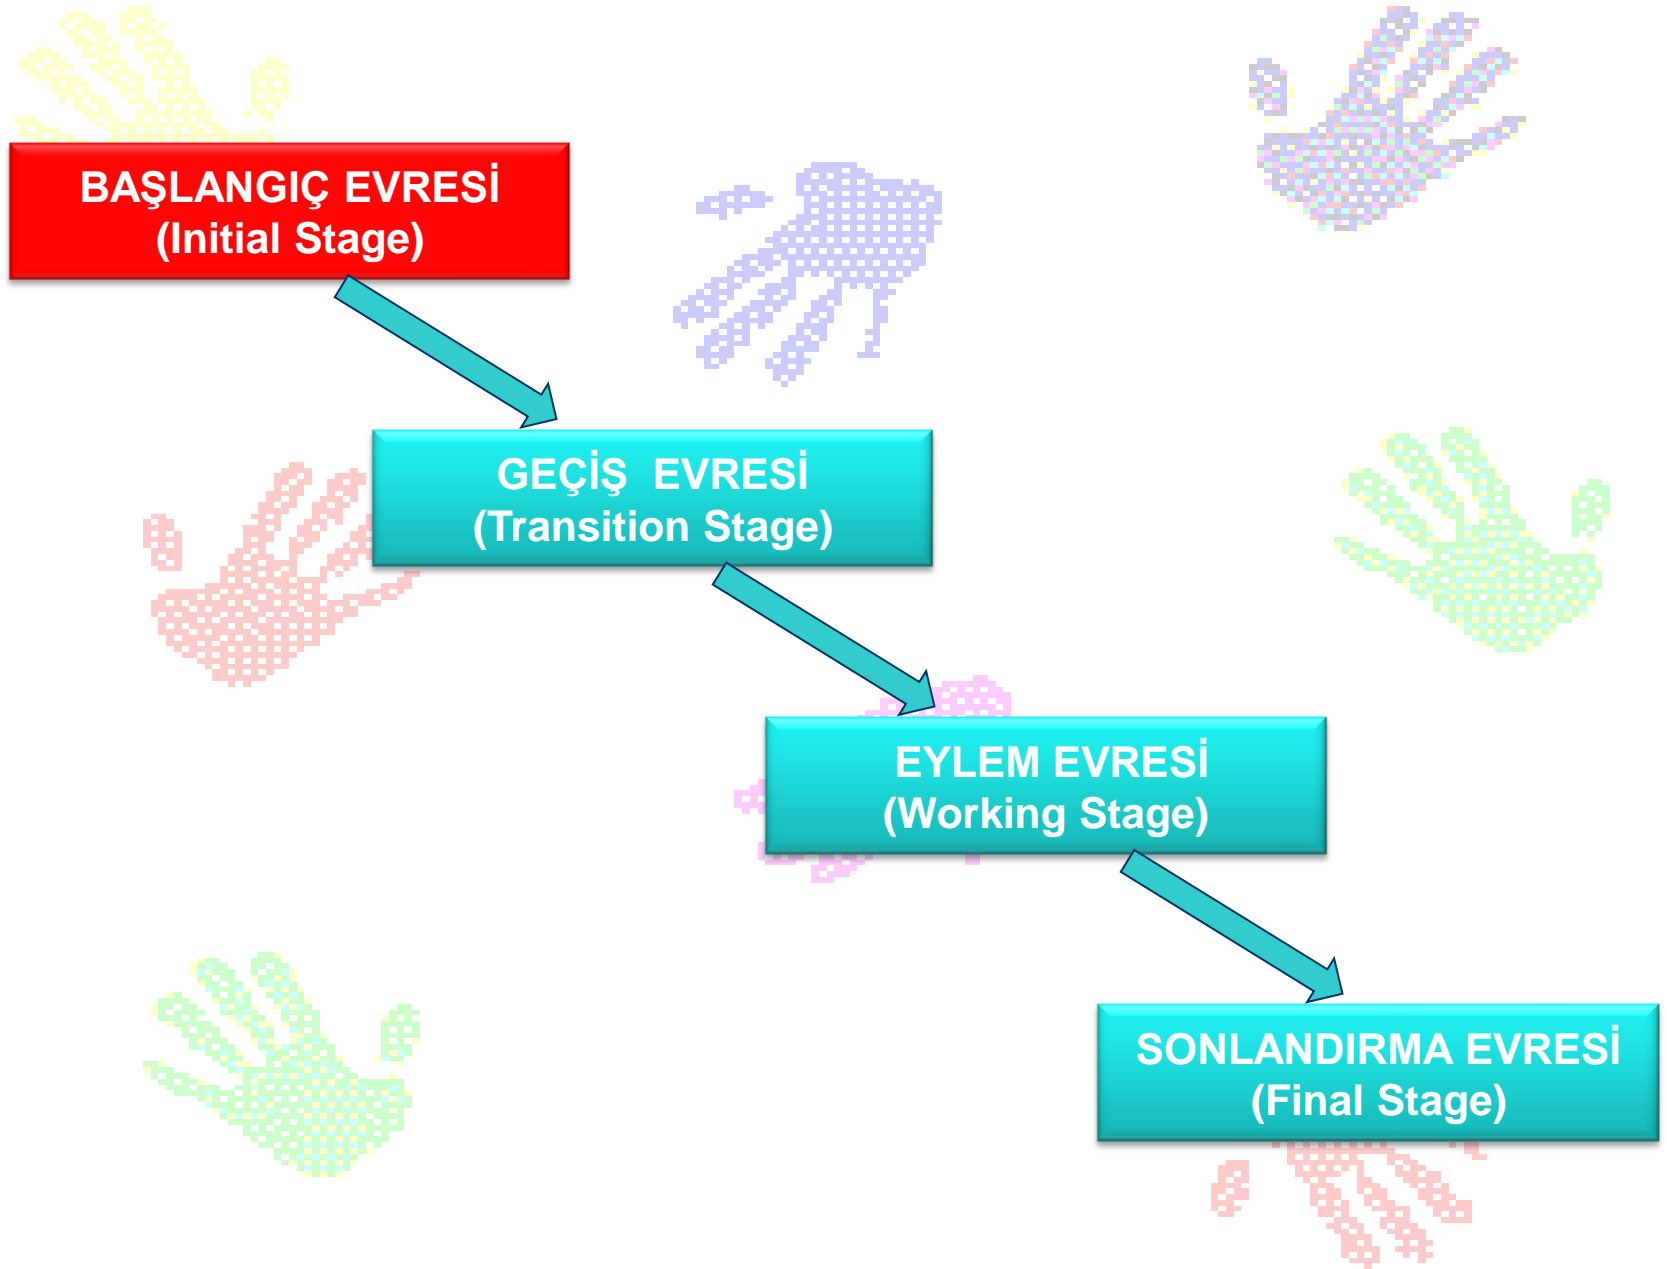 BAŞLANGIÇ EVRESİ
(Initial Stage)
GEÇİŞ EVRESİ
(Transition Stage)
EYLEM EVRESİ
(Working Stage)
SONLANDIRMA EVRESİ
(Final Stage)